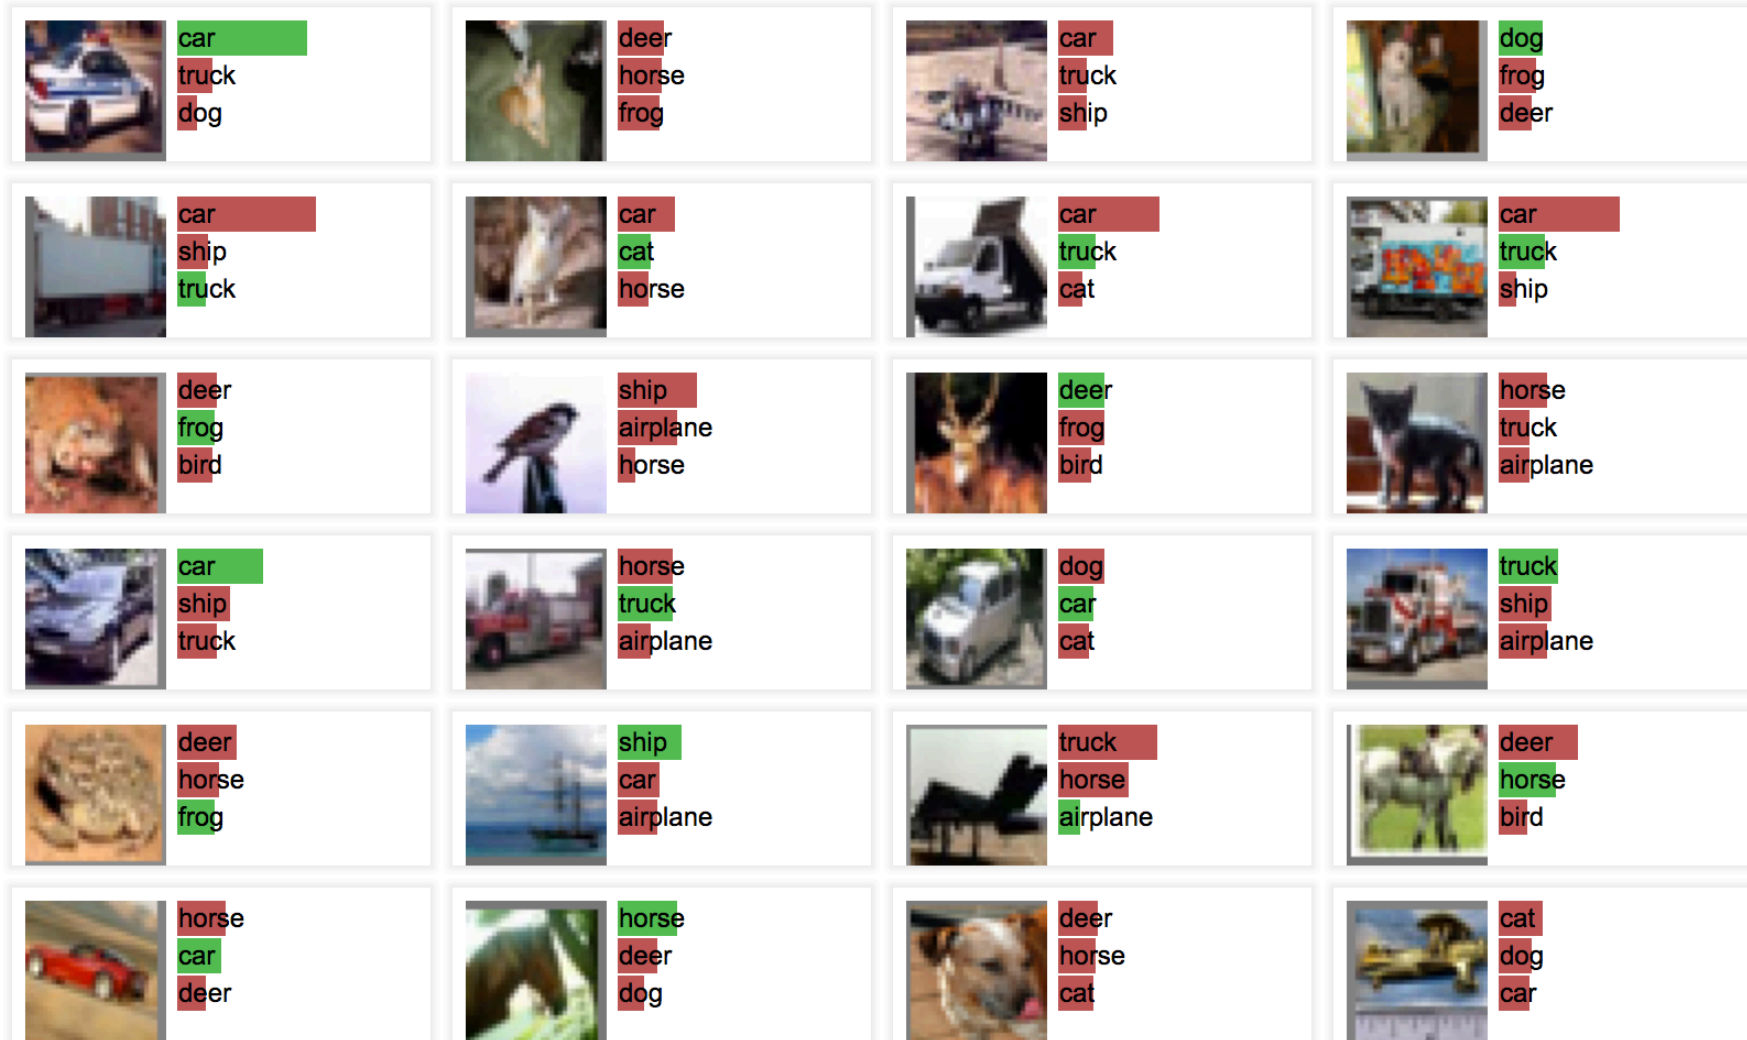 car
truck
dog
deer
horse
frog
car
truck
ship
dog
frog
deer
car
ship
truck
car
cat
horse
car
truck
cat
car
truck
ship
deer
frog
bird
ship
airplane
horse
deer
frog
bird
horse
truck
airplane
car
ship
truck
horse
truck
airplane
dog
car
cat
truck
ship
airplane
deer
horse
frog
ship
car
airplane
truck
horse
airplane
deer
horse
bird
horse
car
deer
horse
deer
dog
deer
horse
cat
cat
dog
car